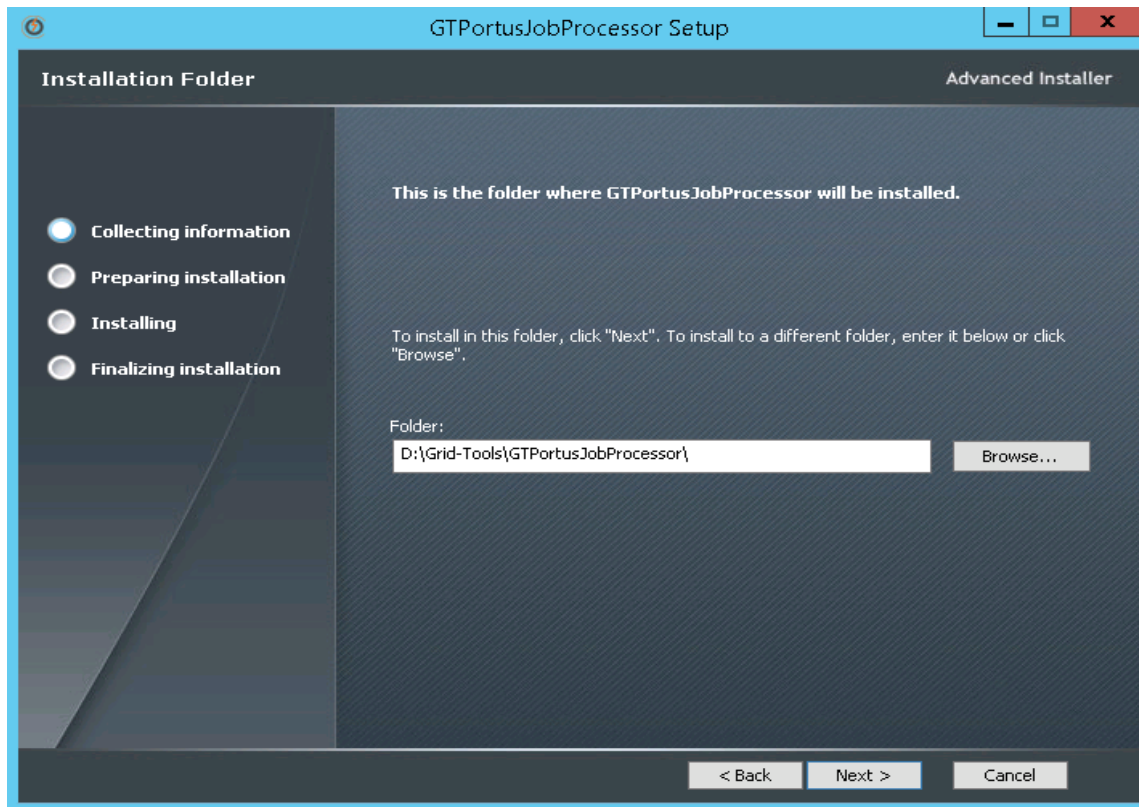 GTPortusJobProcessor Setup
Installation Folder
Advanced Installer
This is the folder where GTPortusJobProcessor will be installed.
Collecting information
Preparing installation
Installing
Finalizing installation
To install in this folder, click "Next". To install to a different folder, enter it below or click
"Browse".
Folder:
D:\Grid-Tools\GTPortusJobProcessor\
Browse...
< Back
Next >
Cancel